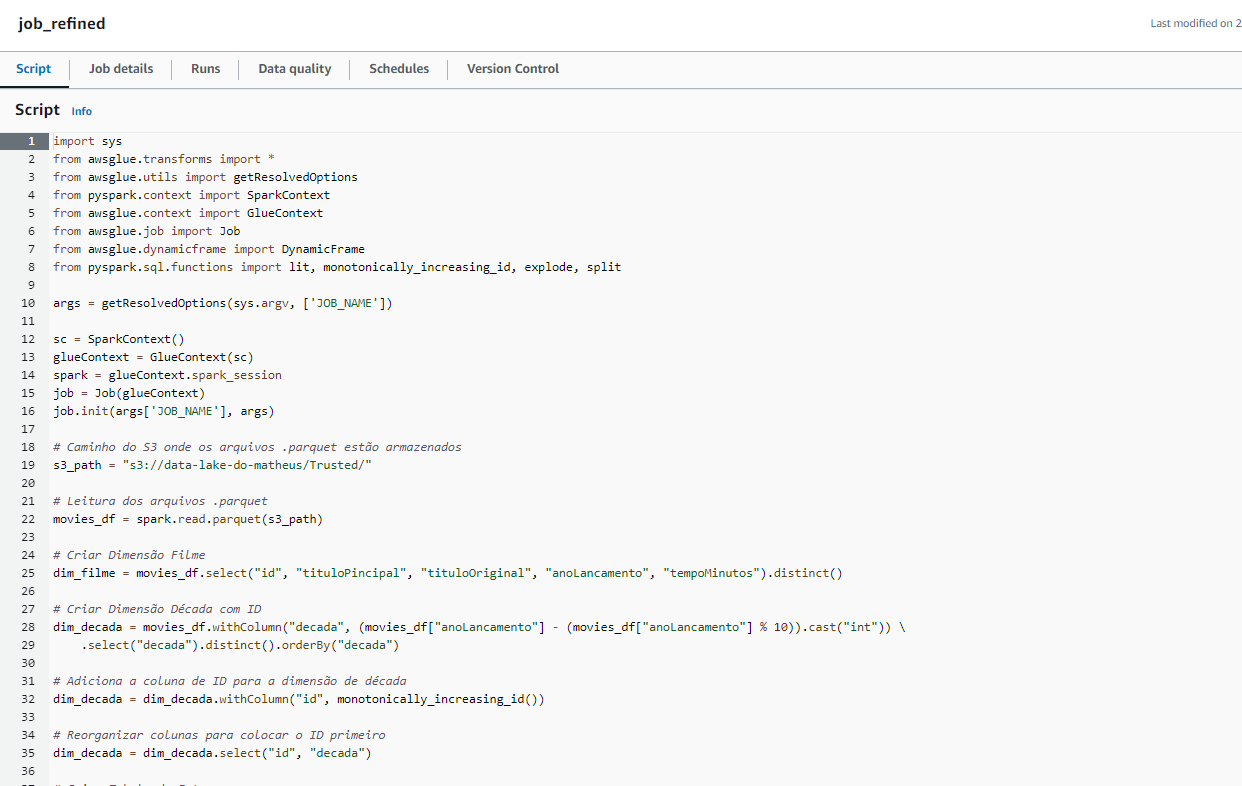 job_refined
Last modified on 2
Script
Job details
Runs
Data quality
Schedules
Version Control
Script Info
1 import sys
2 from awsglue.transforms import *
3 from awsglue.utils import getResolvedOptions
4 from pyspark.context import SparkContext
5 from awsglue.context import GlueContext
6 from awsglue.job import Job
7 from awsglue.dynamicframe import DynamicFrame
8 from pyspark.sql.functions import lit, monotonically_increasing_id, explode, split
9
10 args = getResolvedOptions(sys.argv, ['JOB_NAME'])
11
12 sc = SparkContext()
13 glueContext = GlueContext(sc)
14 spark = glueContext.spark_session
15 job = Job(glueContext)
16 job.init(args['JOB_NAME'], args)
17
18 # Caminho do S3 onde os arquivos .parquet estão armazenados
19 s3_path = "s3://data-lake-do-matheus/Trusted/"
20
21 # Leitura dos arquivos .parquet
22 movies_df = spark.read.parquet(s3_path)
23
24 # Criar Dimensão Filme
25 dim_filme = movies_df.select("id", "tituloPincipal", "tituloOriginal", "anoLancamento", "tempoMinutos").distinct()
26
27 # Criar Dimensão Década com ID
28 dim_decada = movies_df.withColumn("decada", (movies_df["anoLancamento"] - (movies_df["anoLancamento"] % 10)).cast("int")) \
29     .select("decada").distinct().orderBy("decada")
30
31 # Adiciona a coluna de ID para a dimensão de década
32 dim_decada = dim_decada.withColumn("id", monotonically_increasing_id())
33
34 # Reorganizar colunas para colocar o ID primeiro
35 dim_decada = dim_decada.select("id", "decada")
36